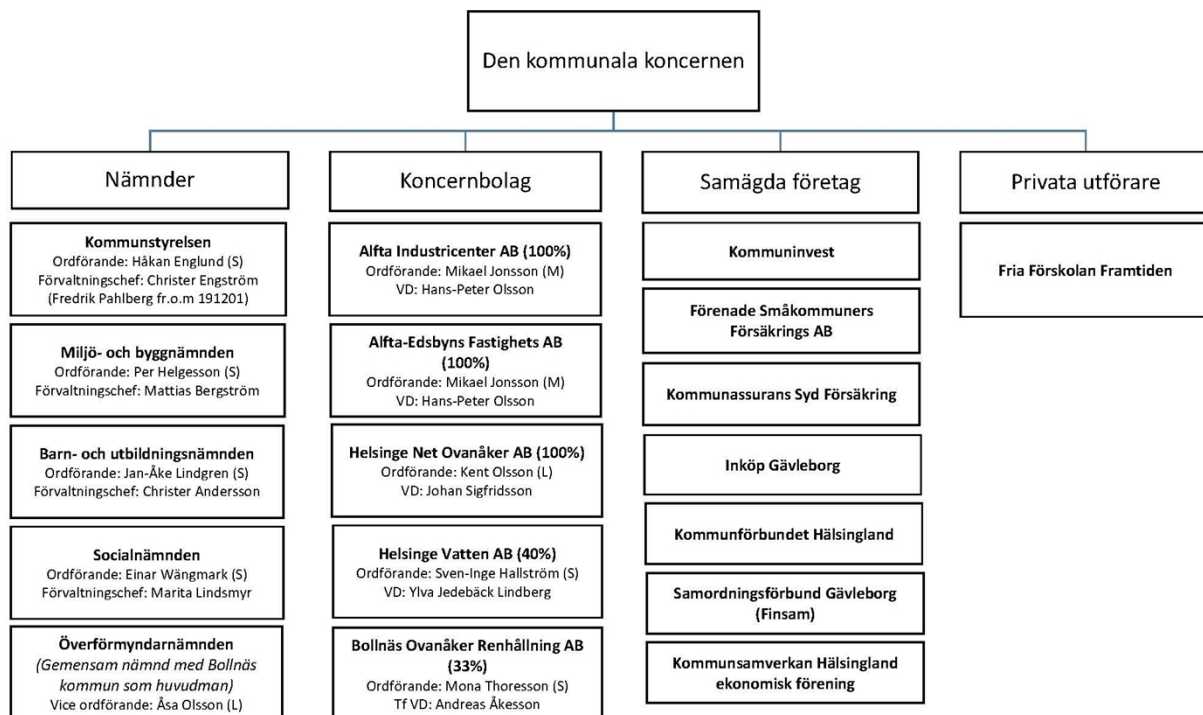 Den kommunala koncernen
Nämnder
Kommunstyrelsen
Ordförande: Håkan Englund (S)
Förvaltningschef: Christer Engström
(Fredrik Pahlberg fr.o.m 191201)
Miljö- och byggnämnden
Ordförande: Per Helgesson (S)
Förvaltningschef: Mattias Bergström
Barn- och utbildningsnämnden
Ordförande: Jan-Åke Lindgren (S)
Förvaltningschef: Christer Andersson
Socialnämnden
Ordförande: Einar Wängmark (S)
Förvaltningschef: Marita Lindsmyr
Överförmyndarnämnden
(Gemensam nämnd med Bollnäs
kommun som huvudman)
Vice ordförande: Åsa Olsson (L)
Koncernbolag
Alfta Industricenter AB (100%)
Ordförande: Mikael Jonsson (M)
VD: Hans-Peter Olsson
Alfta-Edsbyns Fastighets AB
(100%)
Ordförande: Mikael Jonsson (M)
VD: Hans-Peter Olsson
Helsinge Net Ovanåker AB (100%)
Ordförande: Kent Olsson (L)
VD: Johan Sigfridsson
Helsinge Vatten AB (40%)
Ordförande: Sven-Inge Hallström (S)
VD: Ylva Jedebäck Lindberg
Bollnäs Ovanåker Renhållning AB
(33%)
Ordförande: Mona Thoresson (S)
Tf VD: Andreas Åkesson
Samägda företag
Kommuninvest
Förenade Småkommuners
Försäkrings AB
Kommunassurans Syd Försäkring
Inköp Gävleborg
Kommunförbundet Hälsingland
Samordningsförbund Gävleborg
(Finsam)
Kommunsamverkan Hälsingland
ekonomisk förening
Privata utförare
Fria Förskolan Framtiden